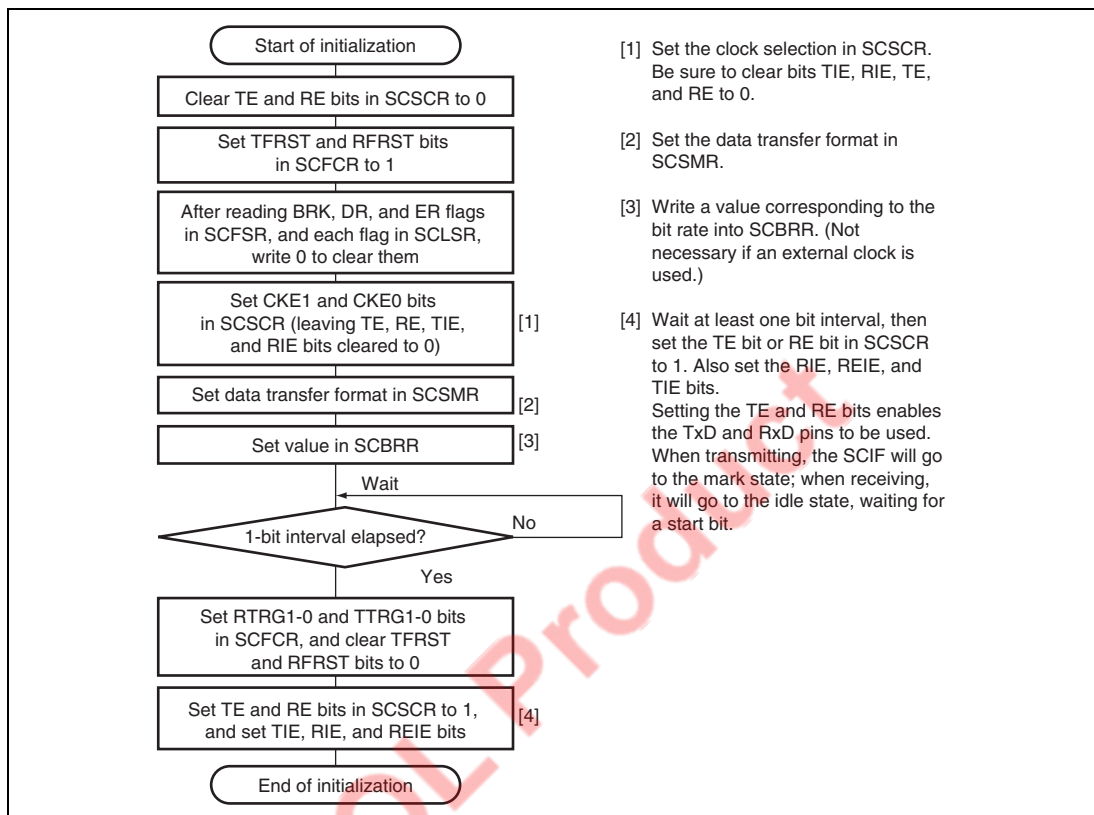 Start of initialization
Clear TE and RE bits in SCSCR to 0
Set TFRST and RFRST bits
in SCFCR to 1
After reading BRK, DR, and ER flags
in SCFSR, and each flag in SCLSR,
write 0 to clear them
Set CKE1 and CKE0 bits
in SCSCR (leaving TE, RE, TIE,
and RIE bits cleared to 0)
[1]
Set data transfer format in SCSMR
[2]
Set value in SCBRR
[3]
Wait
1-bit interval elapsed?
No
Yes
Set RTRG1-0 and TTRG1-0 bits
in SCFCR, and clear TFRST
and RFRST bits to 0
Set TE and RE bits in SCSCR to 1,
and set TIE, RIE, and REIE bits
[4]
End of initialization
[1] Set the clock selection in SCSCR.
Be sure to clear bits TIE, RIE, TE,
and RE to 0.
[2] Set the data transfer format in
SCSMR.
[3] Write a value corresponding to the
bit rate into SCBRR. (Not
necessary if an external clock is
used.)
[4] Wait at least one bit interval, then
set the TE bit or RE bit in SCSCR
to 1. Also set the RIE, REIE, and
TIE bits.
Setting the TE and RE bits enables
the TxD and RxD pins to be used.
When transmitting, the SCIF will go
to the mark state; when receiving,
it will go to the idle state, waiting for
a start bit.
OL Product